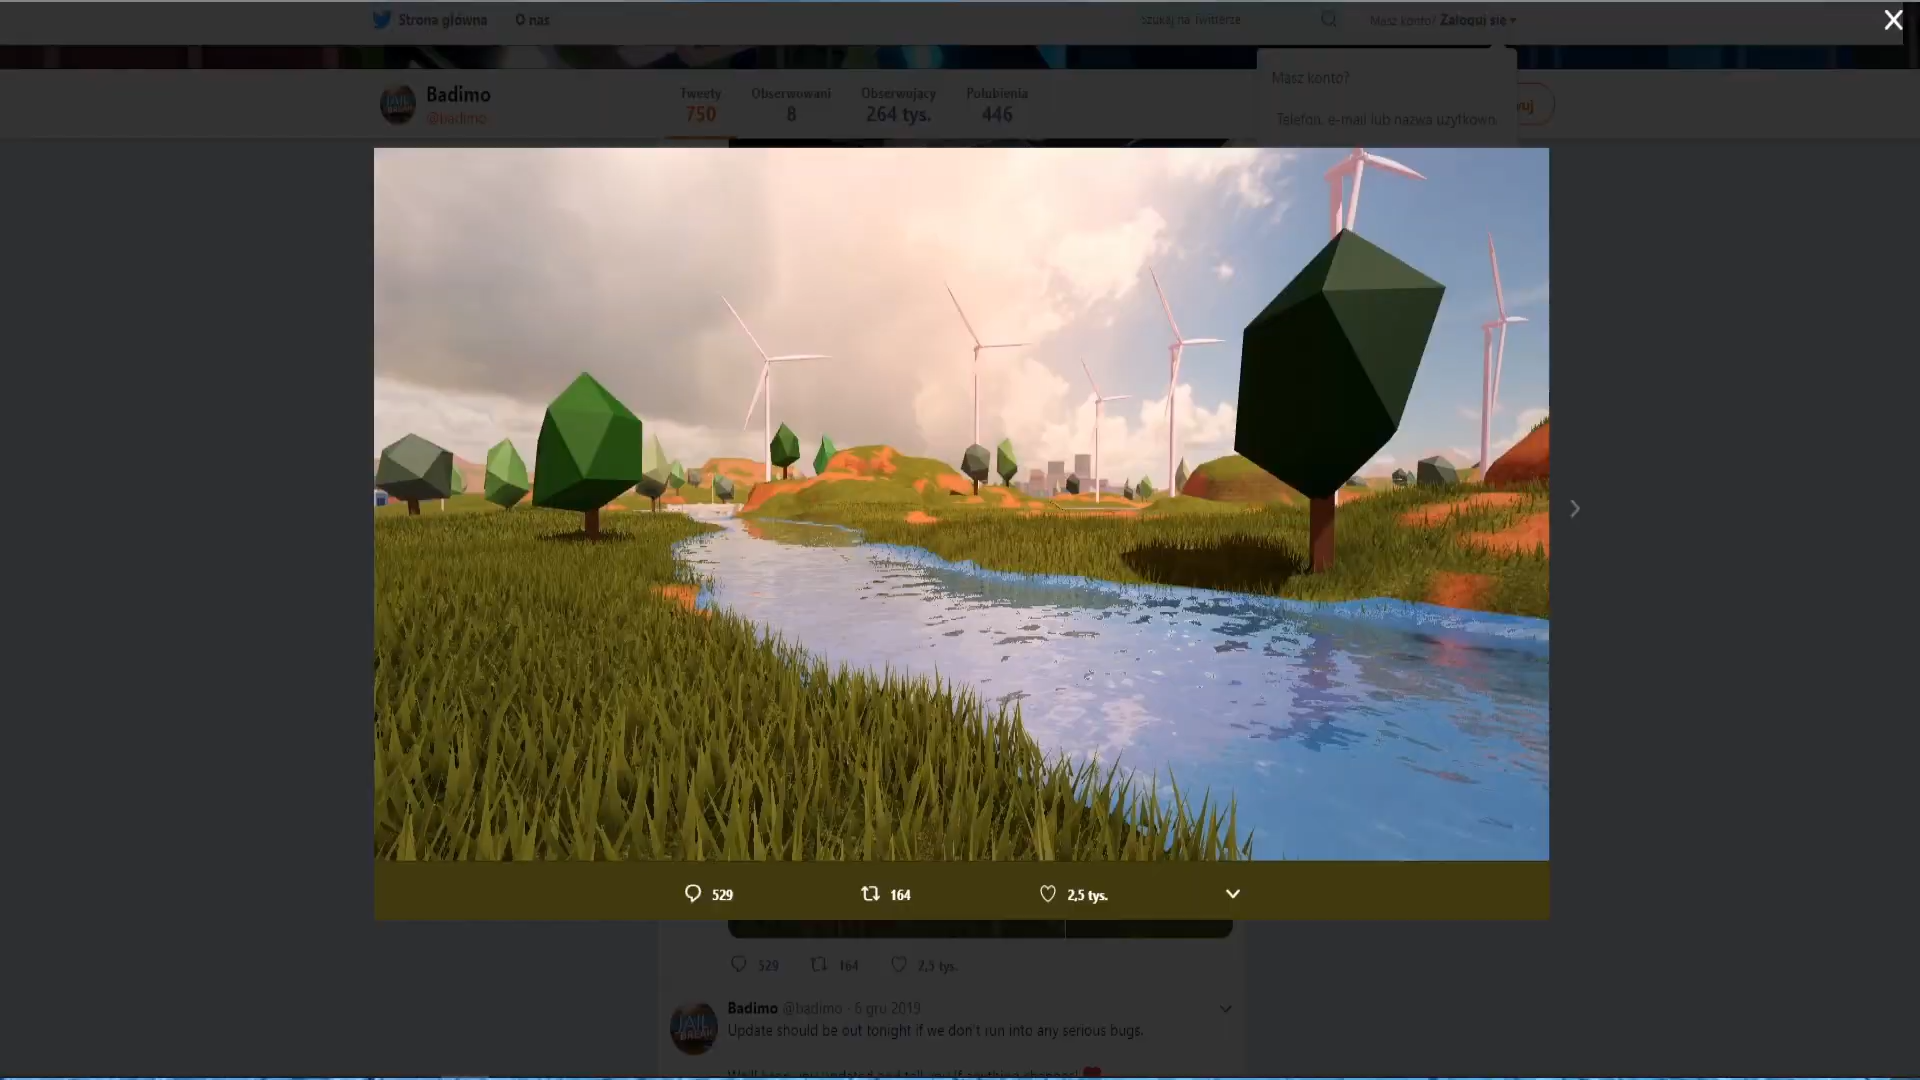 Strona główna
O nas
Szukaj na Twitterze
Masz konto? Zaloguj się
Masz konto?
Telefon, e-mail lub nazwa użytkown
Badimo
@badimo
Tweety
750
Obserwowani
8
Obserwujący
264 tys.
Polubienia
446
529
164
2,5 tys.
529
164
2,5 tys.
Badimo @badimo · 6 gru 2019
Update should be out tonight if we don't run into any serious bugs.